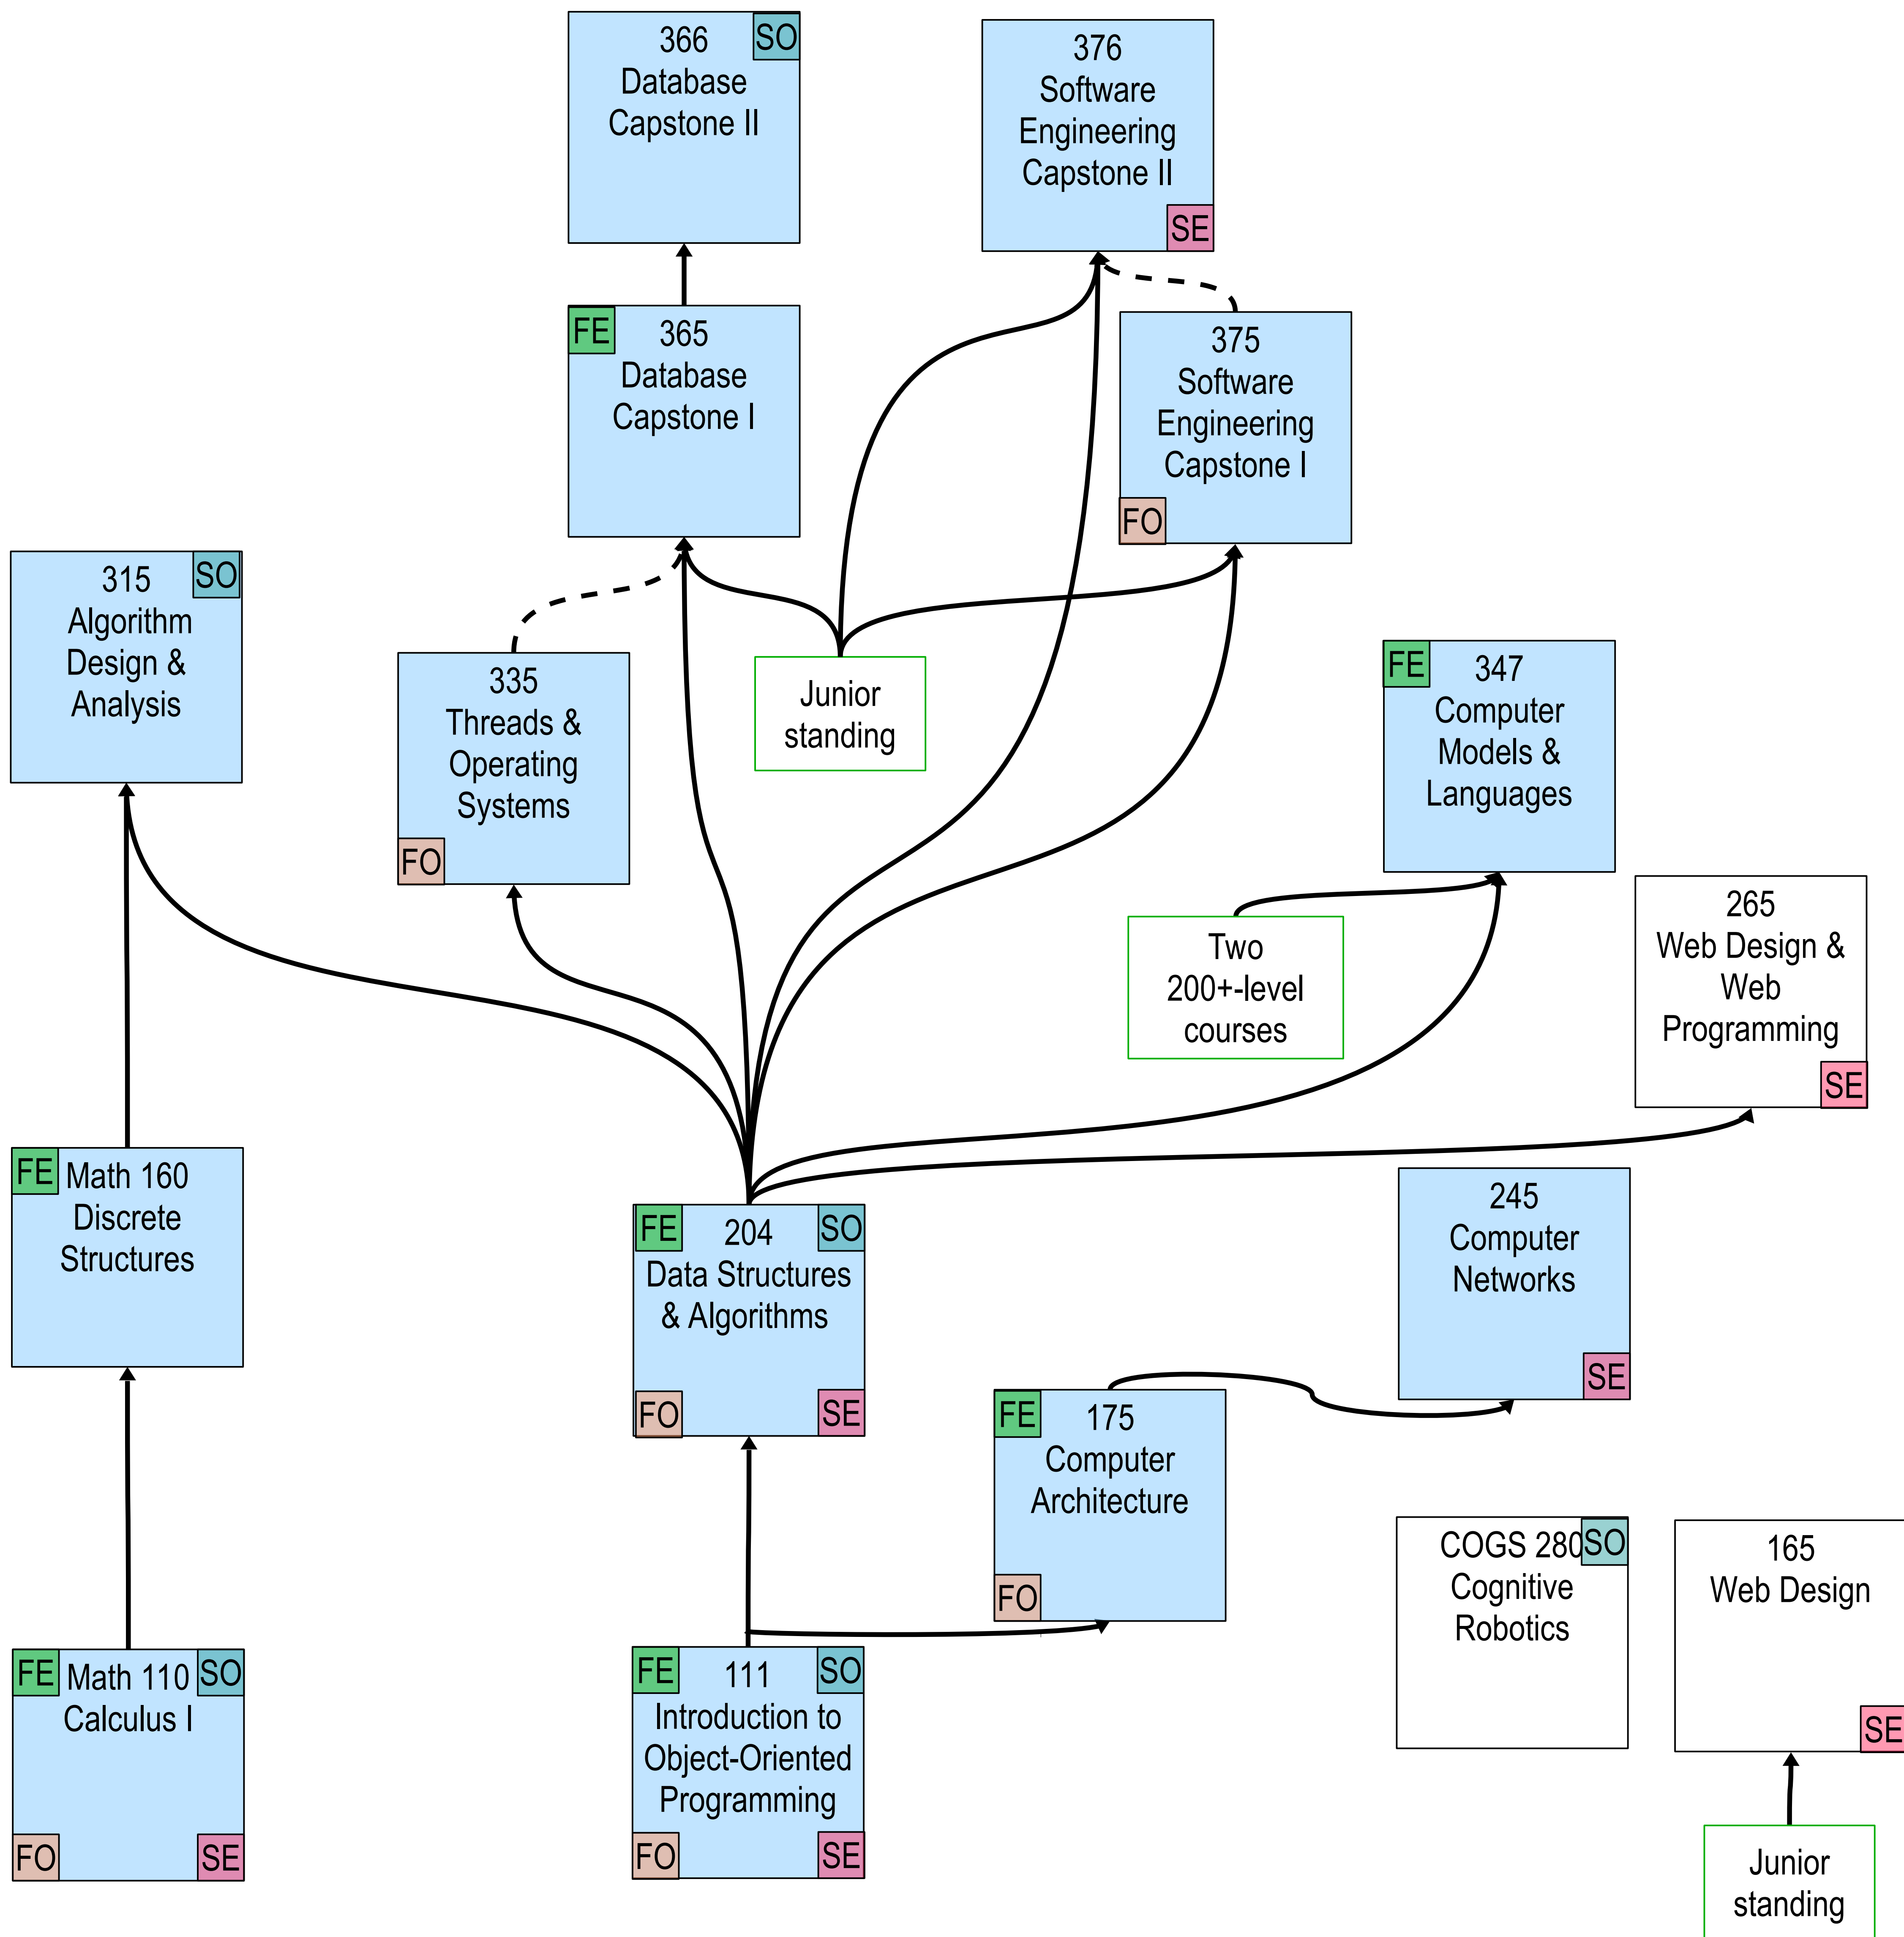 366
SO
Database
Capstone II
376
Software
Engineering
Capstone II
SE
FE
365
Database
Capstone I
375
Software
Engineering
Capstone I
FO
315
SO
Algorithm
Design &
Analysis
335
Threads &
Operating
Systems
FO
Junior
standing
FE
347
Computer
Models &
Languages
Two
200+-level
courses
265
Web Design &
Web
Programming
SE
FE
Math 160
Discrete
Structures
FE
204
SO
Data Structures
& Algorithms
FO
SE
245
Computer
Networks
SE
FE
175
Computer
Architecture
FO
COGS 280
SO
Cognitive
Robotics
165
Web Design
SE
FE
Math 110
SO
Calculus I
FO
SE
FE
111
SO
Introduction to
Object-Oriented
Programming
FO
SE
Junior
standing